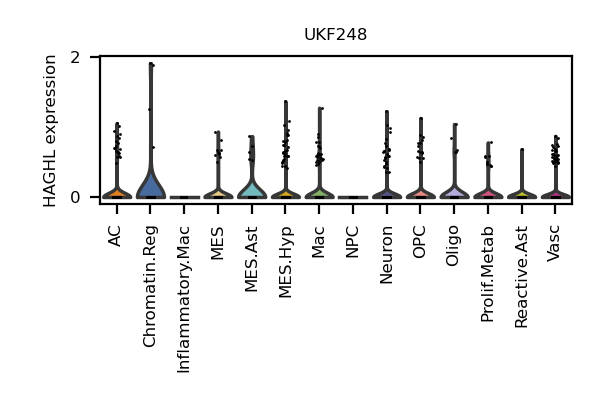 UKF248
HAGHL expression
2
0
AC
Chromatin.Reg
Inflammatory.Mac
MES
MES.Ast
MES.Hyp
Mac
NPC
Neuron
OPC
Oligo
Prolif.Metab
Reactive.Ast
Vasc